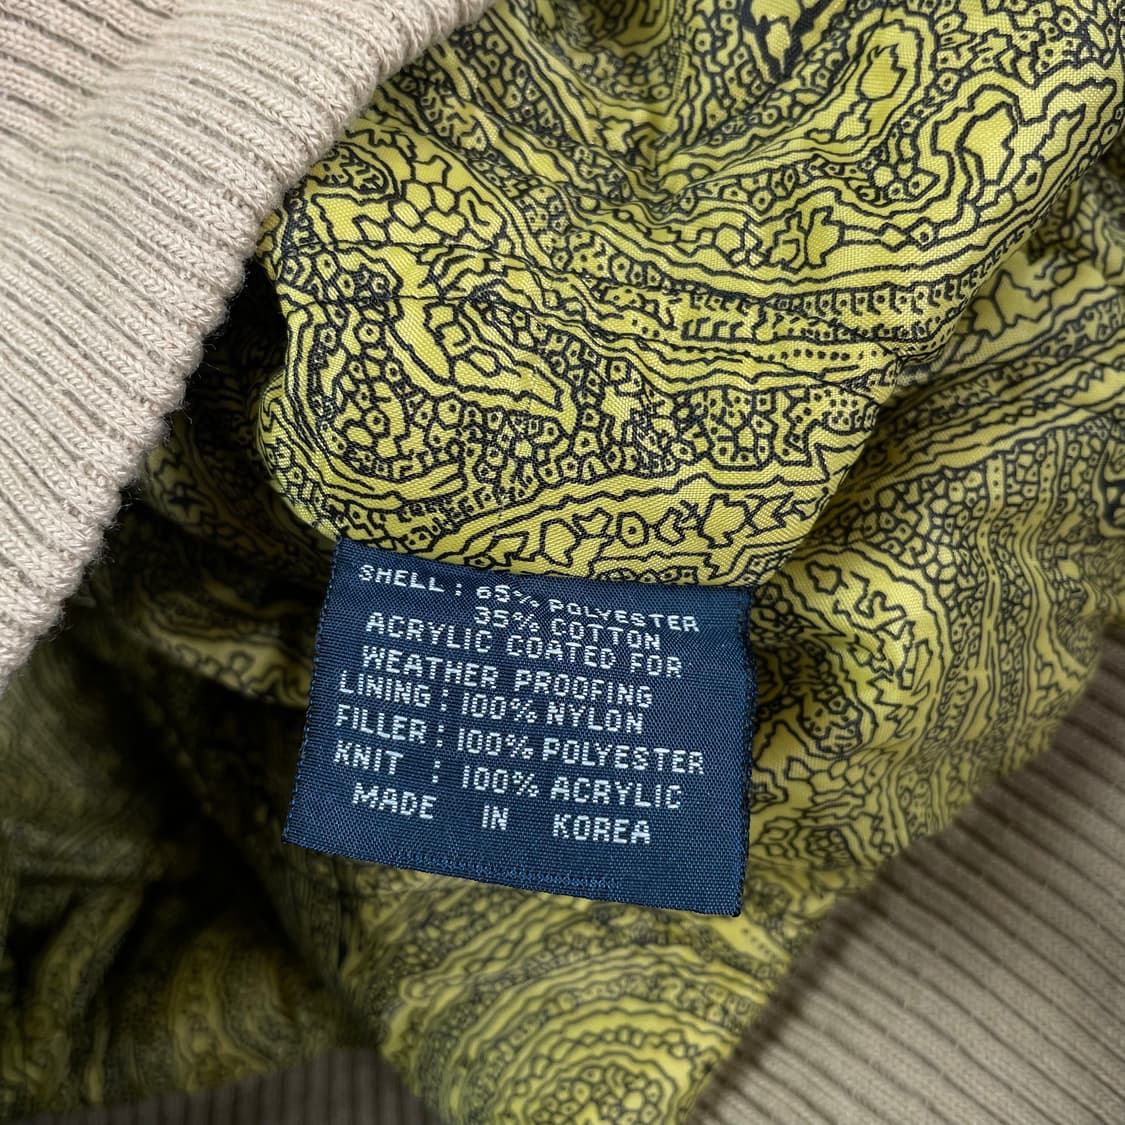 SHELL : 65% POLYESTER
35% COTTON
ACRYLIC COATED FOR
WEATHER PROOFING
LINING : 100% NYLON
FILLER : 100% POLYESTER
KNIT : 100% ACRYLIC
MADE IN KOREA